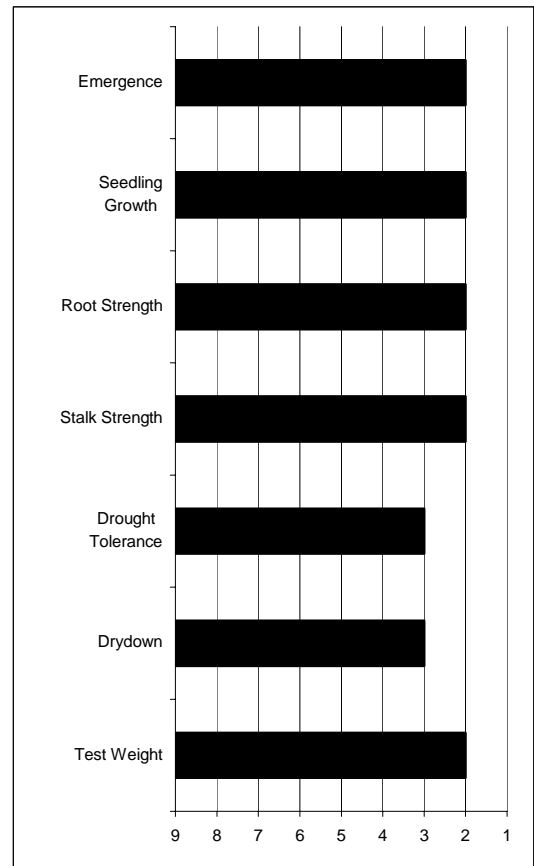 Emergence
Seedling
Growth
Root Strength
Stalk Strength
Drought
Tolerance
Drydown
Test Weight
9 8 7 6 5 4 3 2 1